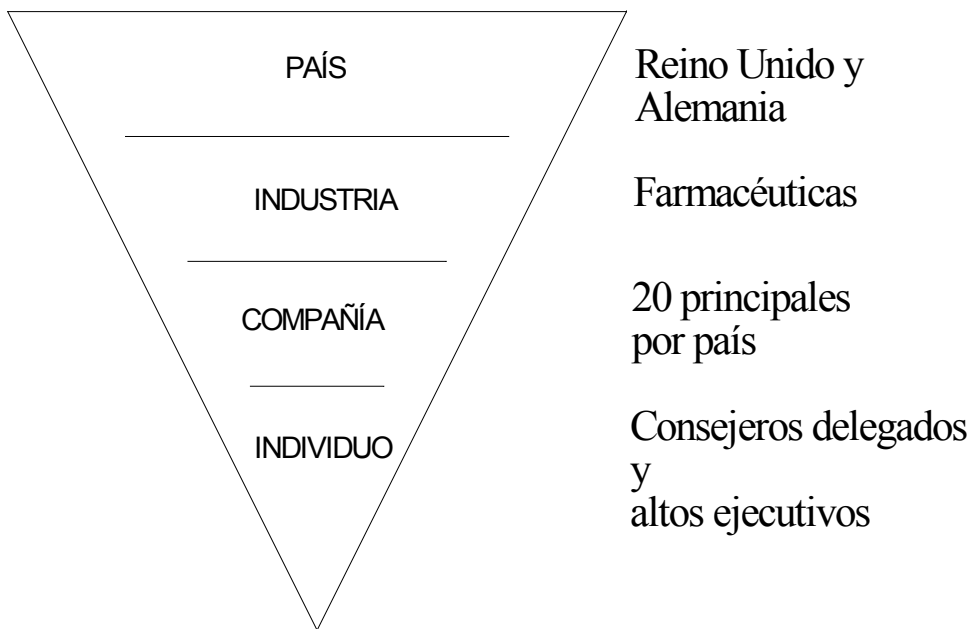 PAÍS
Reino Unido y
Alemania
INDUSTRIA
Farmacéuticas
COMPAÑÍA
20 principales
por país
INDIVIDUO
Consejeros delegados
y
altos ejecutivos